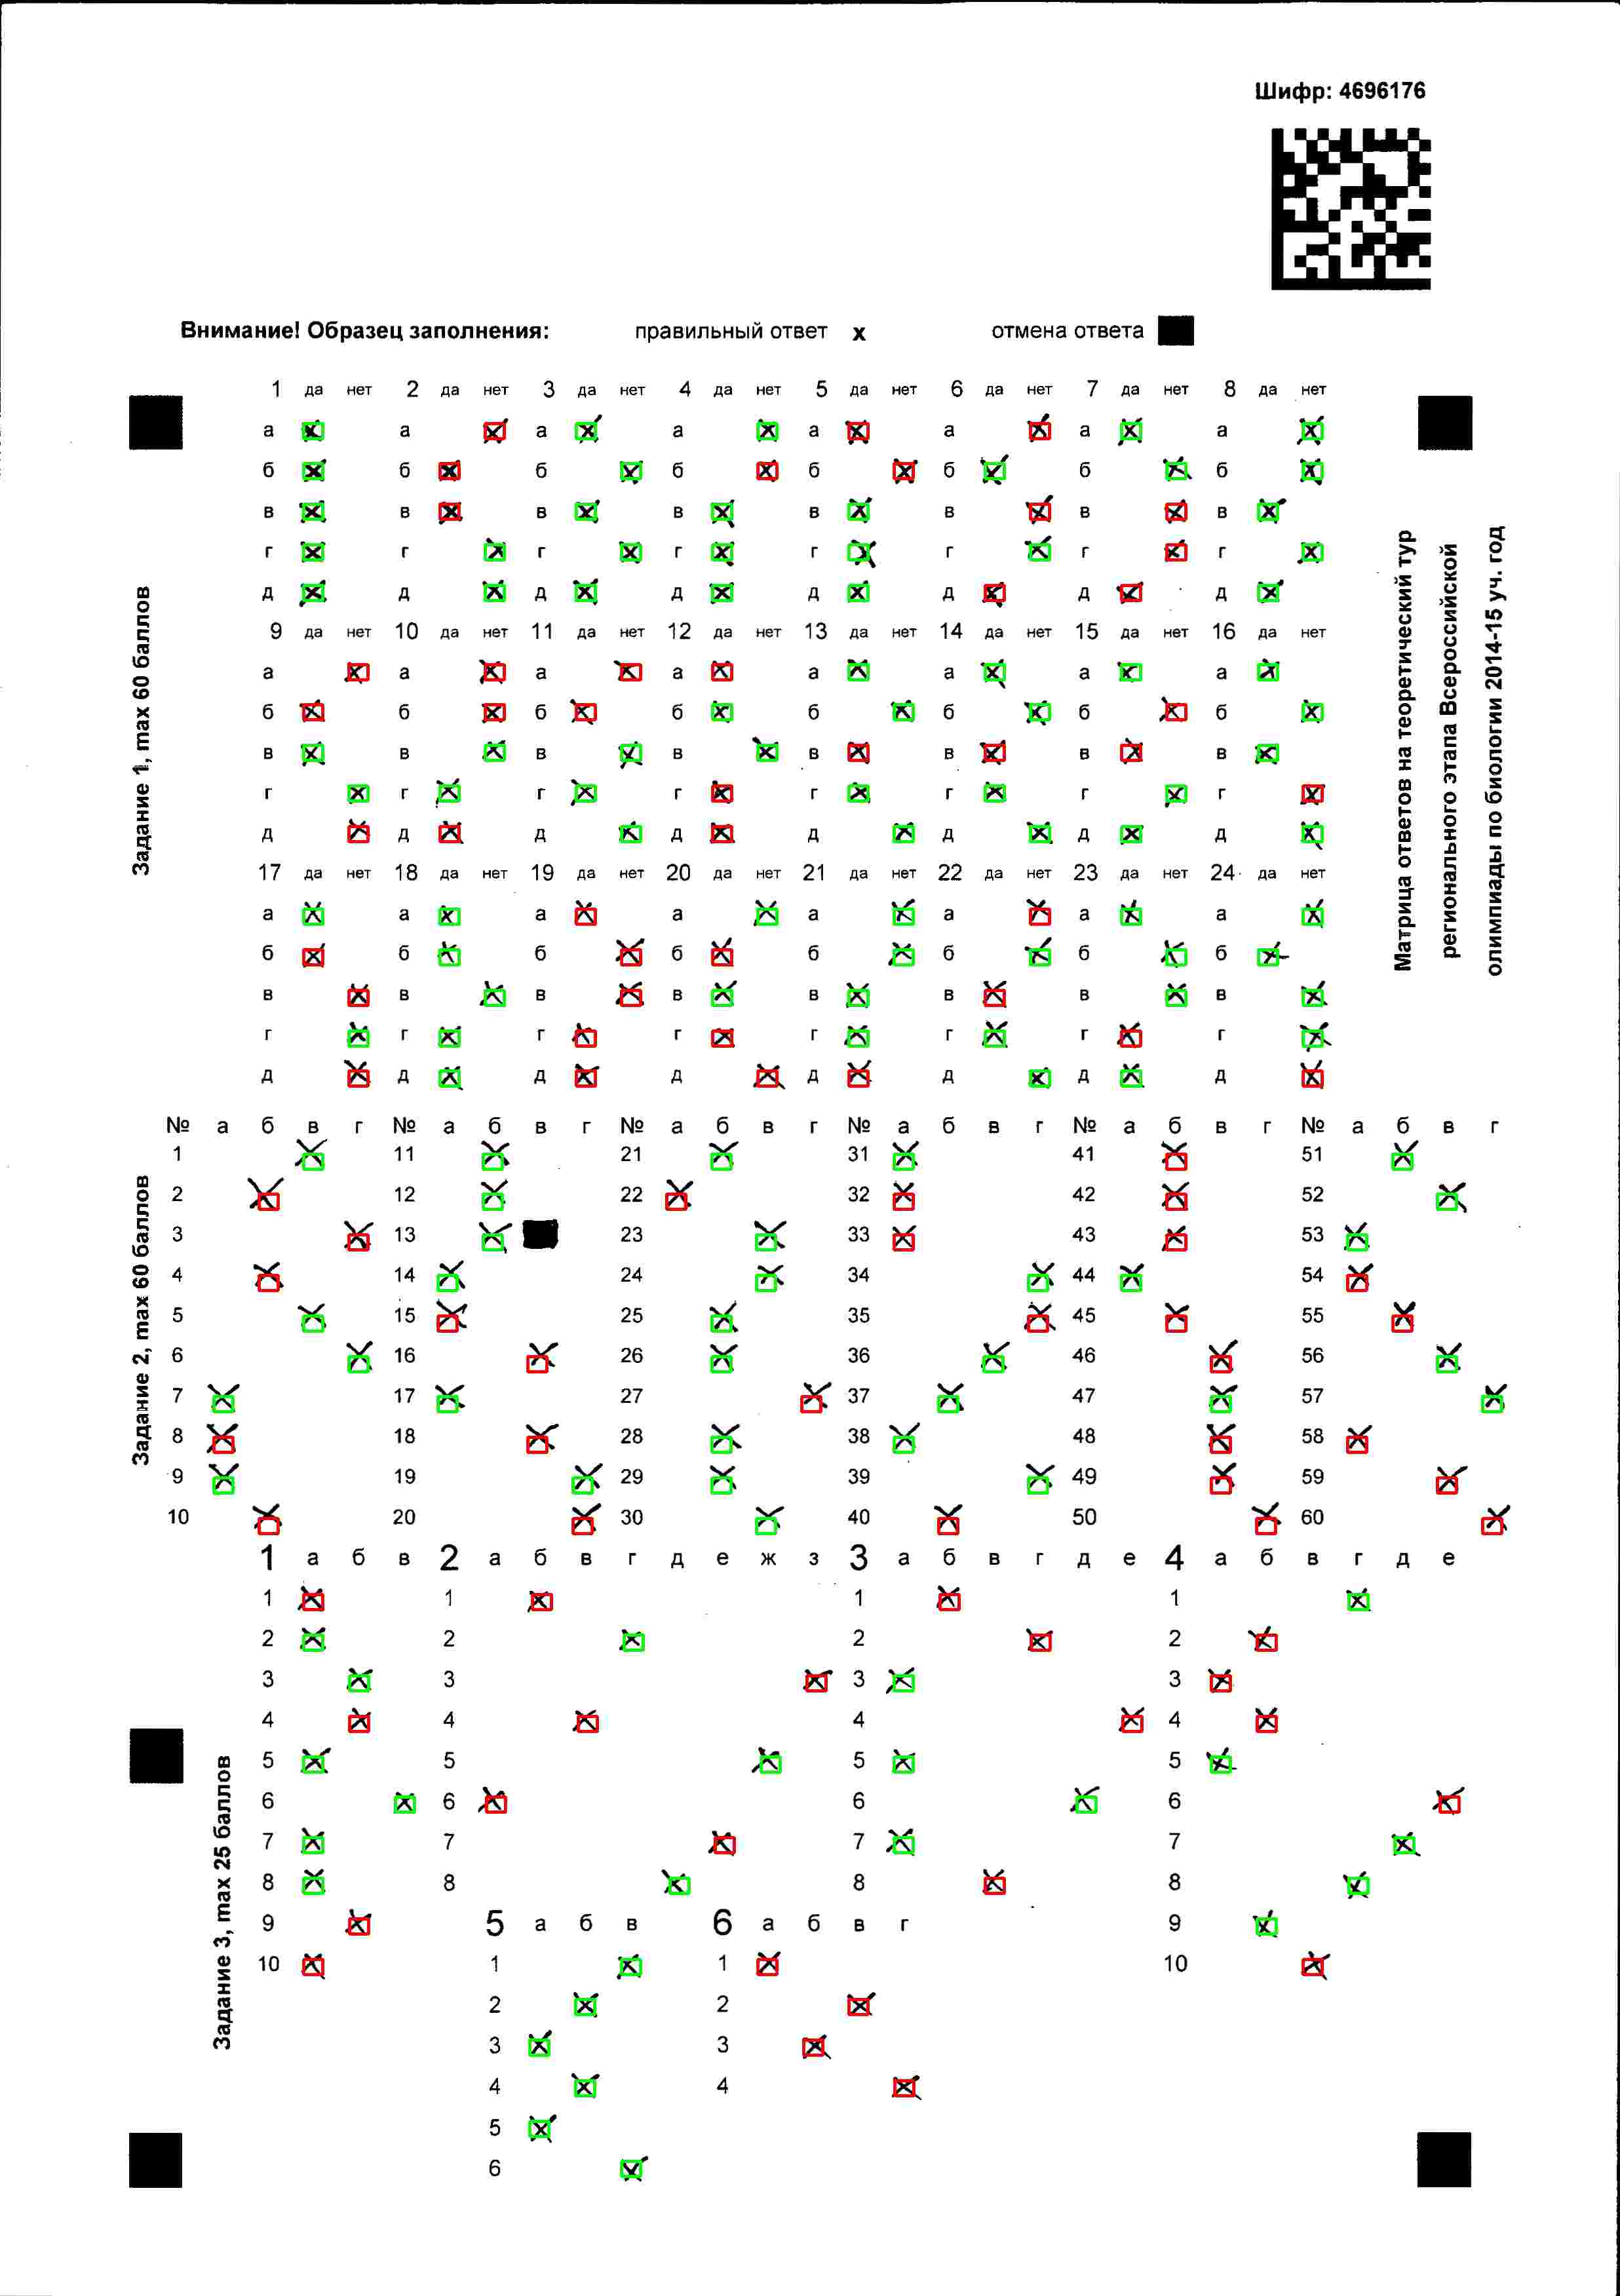 Шифр: 4696176
Внимание! Образец заполнения: правильный ответ x отмена ответа
Матрица ответов на теоретический тур
регионального этапа Всероссийской
олимпиады по биологии 2014-15 уч. год
Задание 1, max 60 баллов
1 да нет 2 да нет 3 да нет 4 да нет 5 да нет 6 да нет 7 да нет 8 да нет
а а а а а а а а
б б б б б б б б
в в в в в в в в
г г г г г г г г
д д д д д д д д
9 да нет 10 да нет 11 да нет 12 да нет 13 да нет 14 да нет 15 да нет 16 да нет
а а а а а а а а
б б б б б б б б
в в в в в в в в
г г г г г г г г
д д д д д д д д
17 да нет 18 да нет 19 да нет 20 да нет 21 да нет 22 да нет 23 да нет 24 да нет
а а а а а а а а
б б б б б б б б
в в в в в в в в
г г г г г г г г
д д д д д д д д
Задание 2, max 60 баллов
№ а б в г № а б в г № а б в г № а б в г № а б в г № а б в г
1 11 21 31 41 51
2 12 22 32 42 52
3 13 23 33 43 53
4 14 24 34 44 54
5 15 25 35 45 55
6 16 26 36 46 56
7 17 27 37 47 57
8 18 28 38 48 58
9 19 29 39 49 59
10 20 30 40 50 60
Задание 3, max 25 баллов
1 а б в 2 а б в г д е ж з 3 а б в г д е 4 а б в г д е
1 1 1 1
2 2 2 2
3 3 3 3
4 4 4 4
5 5 5 5
6 6 6 6
7 7 7 7
8 8 8 8
9 5 а б в 6 а б в г 9
10 1 1 10
2 2
3 3
4 4
5
6